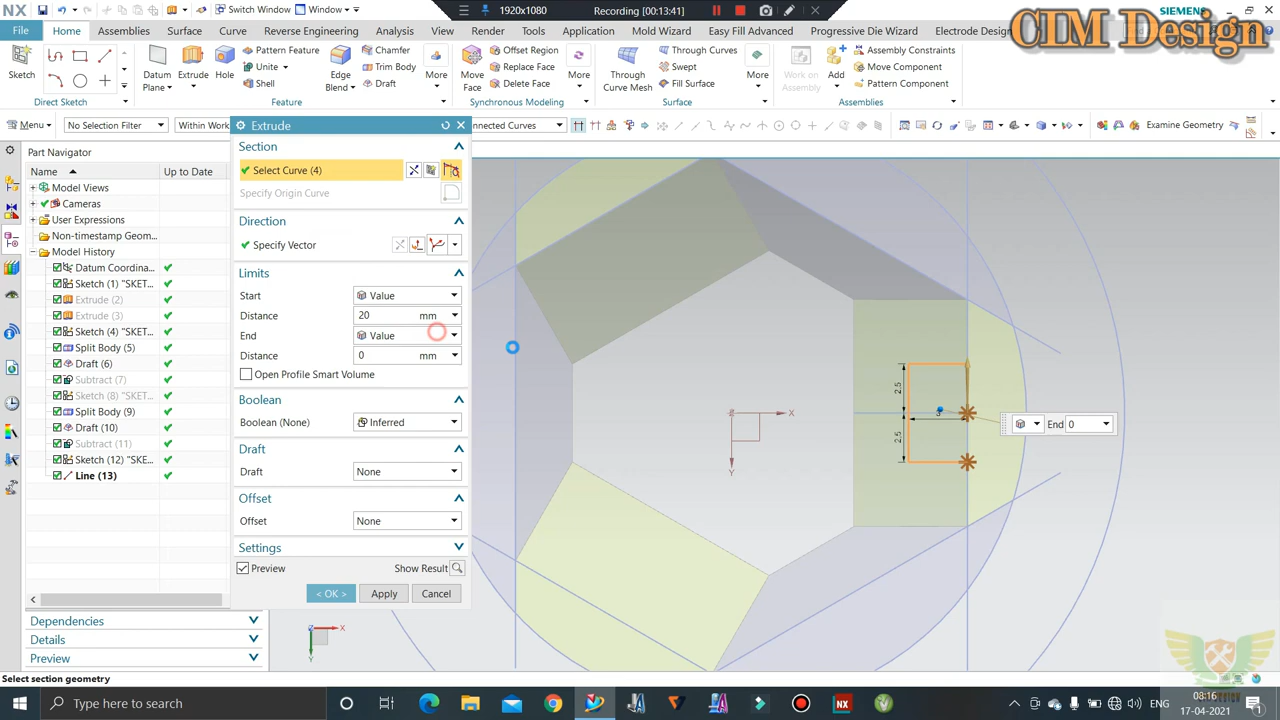 NX
Switch Window
Window
1920x1080
Recording [00:13:41]
SIEMENS
CIM Design
File
Home
Assemblies
Surface
Curve
Reverse Engineering
Analysis
View
Render
Tools
Application
Mold Wizard
Easy Fill Advanced
Progressive Die Wizard
Electrode Design
Sketch
Datum Plane
Extrude
Hole
Pattern Feature
Unite
Shell
Edge Blend
Chamfer
Trim Body
Draft
More
Move Face
Offset Region
Replace Face
Delete Face
More
Through Curve Mesh
Through Curves
Swept
Fill Surface
More
Work on Assembly
Add
Assembly Constraints
Move Component
Pattern Component
Direct Sketch
Feature
Synchronous Modeling
Surface
Assemblies
Menu
No Selection Filter
Within Work
nnected Curves
Examine Geometry
Part Navigator
Name
Up to Date
Model Views
Cameras
User Expressions
Non-timestamp Geom...
Model History
Datum Coordina...
Sketch (1) "SKET...
Extrude (2)
Extrude (3)
Sketch (4) "SKET...
Split Body (5)
Draft (6)
Subtract (7)
Sketch (8) "SKET...
Split Body (9)
Draft (10)
Subtract (11)
Sketch (12) "SKE...
Line (13)
Dependencies
Details
Preview
Extrude
Section
Select Curve (4)
Specify Origin Curve
Direction
Specify Vector
Limits
Start
Value
Distance
20 mm
End
Value
Distance
0 mm
Open Profile Smart Volume
Boolean
Boolean (None)
Inferred
Draft
Draft
None
Offset
Offset
None
Settings
Preview
Show Result
< OK >
Apply
Cancel
2.5
2.5
X
Y
End 0
X
Y
Select section geometry
Type here to search
ENG
08:16
17-04-2021